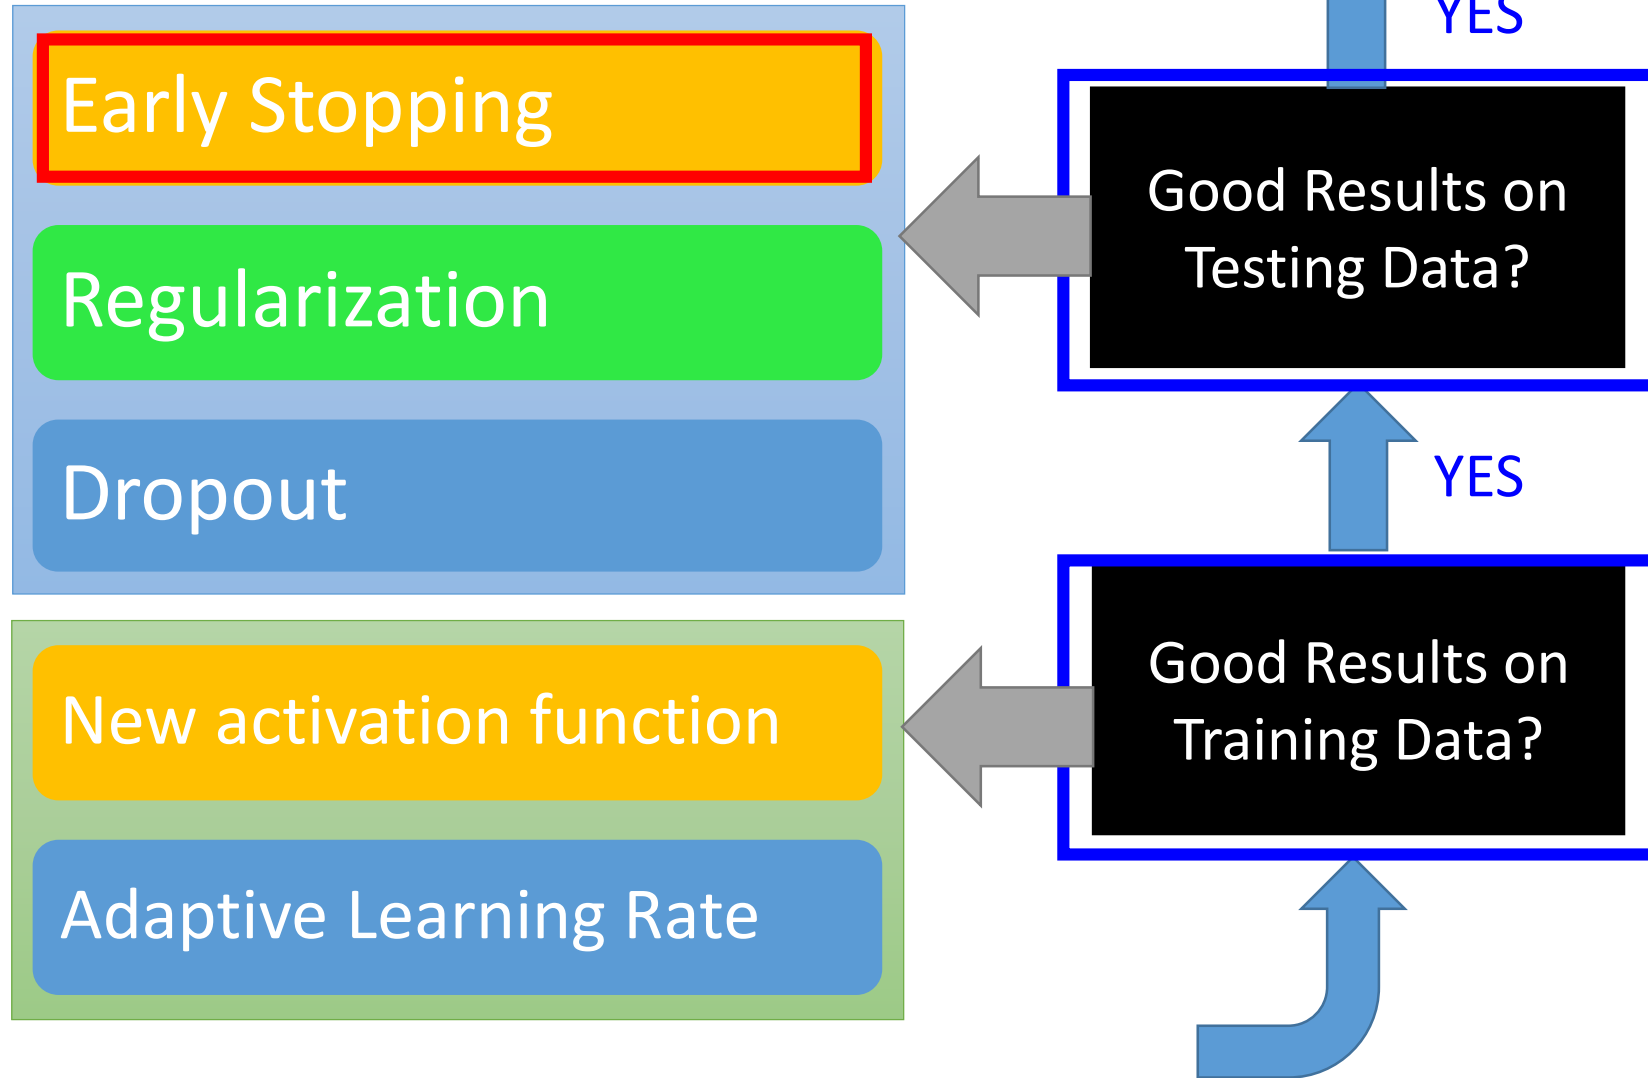 YES
Early Stopping
Good Results on
Testing Data?
Regularization
Dropout
YES
New activation function
Good Results on
Training Data?
Adaptive Learning Rate